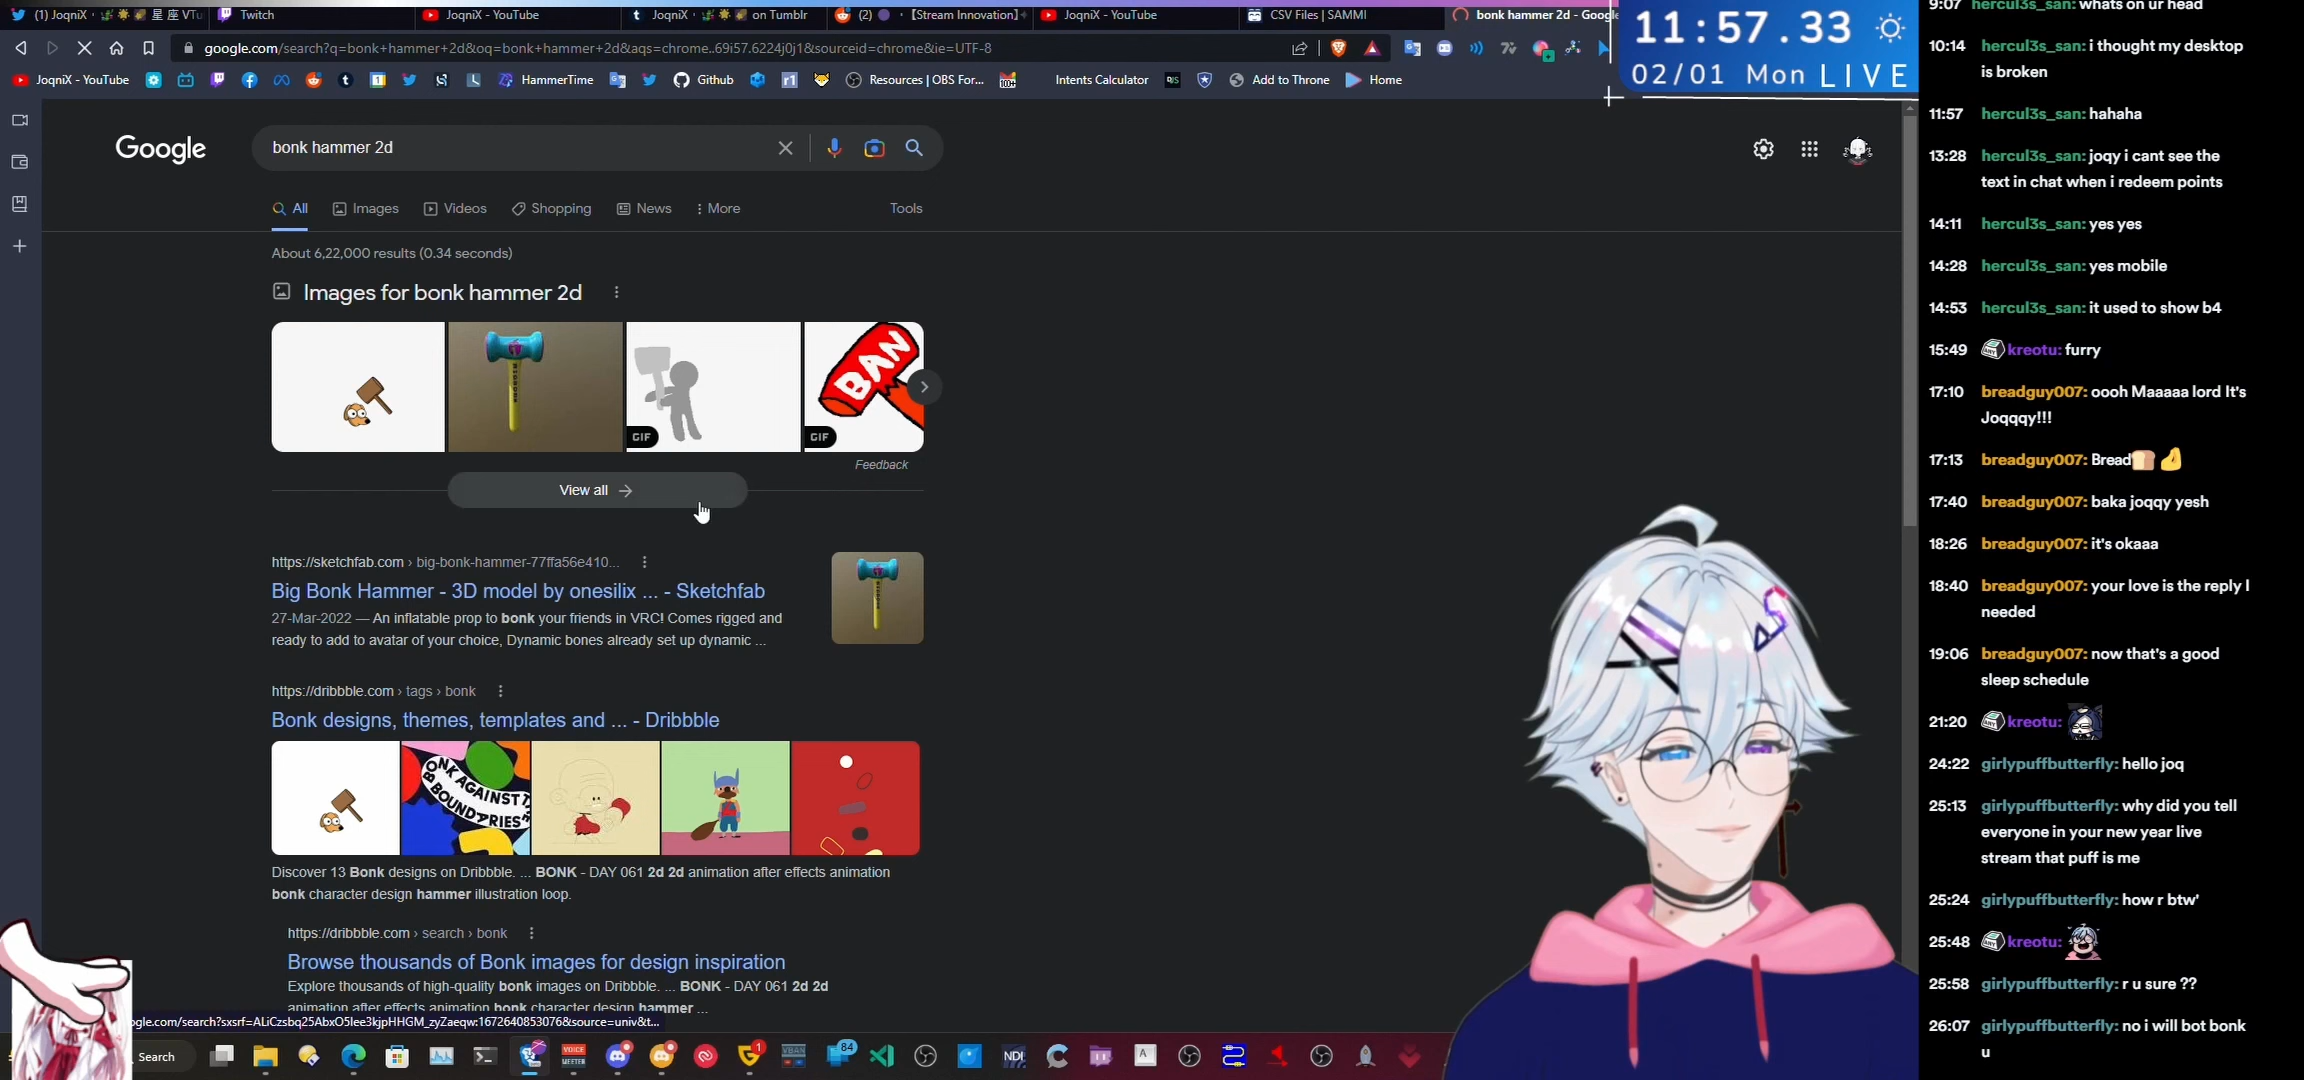 (1) JoqniX · 🌿☀️🌠 星 座 VTu
Twitch
JoqniX - YouTube
JoqniX · 🌿☀️🌠 on Tumblr
(2) 🟣 · 【Stream Innovation】
JoqniX - YouTube
CSV Files | SAMMI
bonk hammer 2d - Google
google.com/search?q=bonk+hammer+2d&oq=bonk+hammer+2d&aqs=chrome..69i57.6224j0j1&sourceid=chrome&ie=UTF-8
JoqniX - YouTube
HammerTime
Github
Resources | OBS For...
Intents Calculator
Add to Throne
Home
11:57.33
02/01 Mon LIVE
Google
bonk hammer 2d
All Images Videos Shopping News More Tools
About 6,22,000 results (0.34 seconds)
Images for bonk hammer 2d
GIF
BAN
GIF
Feedback
View all
https://sketchfab.com › big-bonk-hammer-77ffa56e410...
Big Bonk Hammer - 3D model by onesilix ... - Sketchfab
27-Mar-2022 — An inflatable prop to bonk your friends in VRC! Comes rigged and
ready to add to avatar of your choice, Dynamic bones already set up dynamic ...
https://dribbble.com › tags › bonk
Bonk designs, themes, templates and ... - Dribbble
Discover 13 Bonk designs on Dribbble. ... BONK - DAY 061 2d 2d animation after effects animation
bonk character design hammer illustration loop.
https://dribbble.com › search › bonk
Browse thousands of Bonk images for design inspiration
Explore thousands of high-quality bonk images on Dribbble. ... BONK - DAY 061 2d 2d
animation after effects animation bonk character design hammer ...
ogle.com/search?sxsrf=ALiCzsbq25AbxO5lee3kjpHHGM_zyZaeqw:1672640853076&source=univ&t...
Search
VOICE
MEETER
1
VBAN
84
NDI
A
9:07 hercul3s_san: whats on ur head
10:14 hercul3s_san: i thought my desktop
is broken
11:57 hercul3s_san: hahaha
13:28 hercul3s_san: joqy i cant see the
text in chat when i redeem points
14:11 hercul3s_san: yes yes
14:28 hercul3s_san: yes mobile
14:53 hercul3s_san: it used to show b4
15:49 kreotu: furry
17:10 breadguy007: oooh Maaaaa lord It's
Joqqqy!!!
17:13 breadguy007: Bread🍞 💪
17:40 breadguy007: baka joqqy yesh
18:26 breadguy007: it's okaaa
18:40 breadguy007: your love is the reply I
needed
19:06 breadguy007: now that's a good
sleep schedule
21:20 kreotu:
24:22 girlypuffbutterfly: hello joq
25:13 girlypuffbutterfly: why did you tell
everyone in your new year live
stream that puff is me
25:24 girlypuffbutterfly: how r btw'
25:48 kreotu:
25:58 girlypuffbutterfly: r u sure ??
26:07 girlypuffbutterfly: no i will bot bonk
u